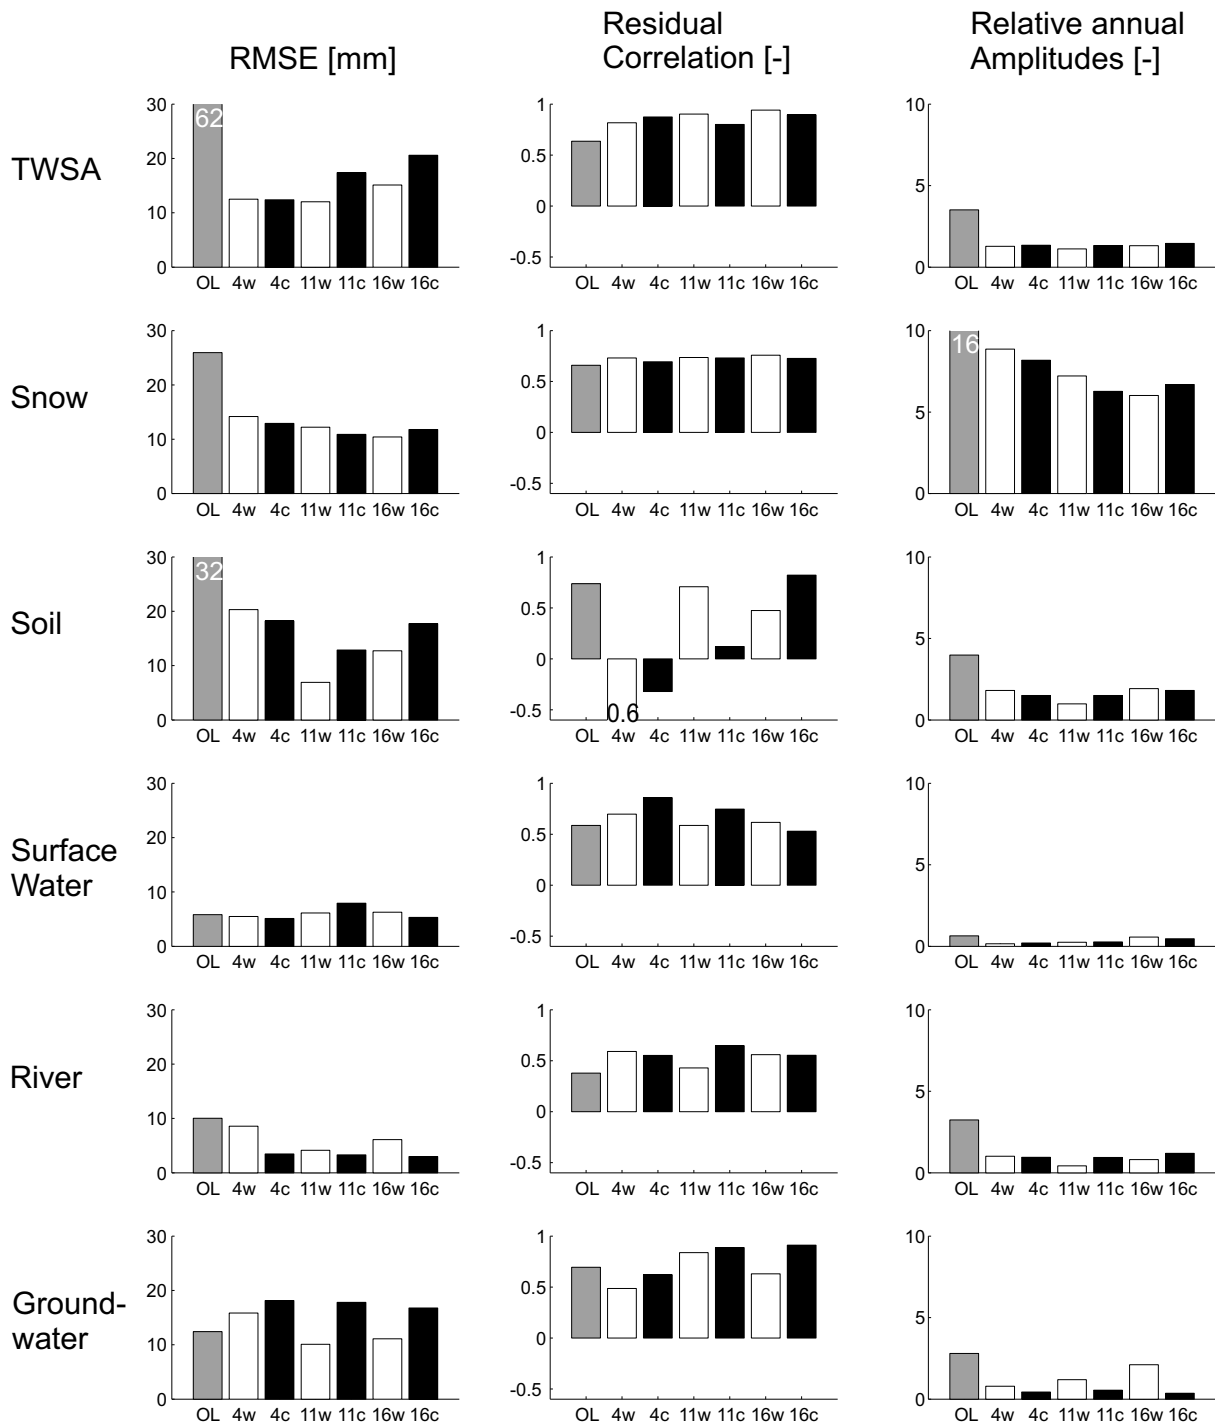 RMSE [mm]
Residual
Correlation [-]
Relative annual
Amplitudes [-]
TWSA
30
20
10
0
62
OL 4w 4c 11w 11c 16w 16c
1
0.5
0
-0.5
OL 4w 4c 11w 11c 16w 16c
10
5
0
OL 4w 4c 11w 11c 16w 16c
Snow
30
20
10
0
OL 4w 4c 11w 11c 16w 16c
1
0.5
0
-0.5
OL 4w 4c 11w 11c 16w 16c
10
5
0
16
OL 4w 4c 11w 11c 16w 16c
Soil
30
20
10
0
32
OL 4w 4c 11w 11c 16w 16c
1
0.5
0
-0.5
0.6
OL 4w 4c 11w 11c 16w 16c
10
5
0
OL 4w 4c 11w 11c 16w 16c
Surface
Water
30
20
10
0
OL 4w 4c 11w 11c 16w 16c
1
0.5
0
-0.5
OL 4w 4c 11w 11c 16w 16c
10
5
0
OL 4w 4c 11w 11c 16w 16c
River
30
20
10
0
OL 4w 4c 11w 11c 16w 16c
1
0.5
0
-0.5
OL 4w 4c 11w 11c 16w 16c
10
5
0
OL 4w 4c 11w 11c 16w 16c
Ground-
water
30
20
10
0
OL 4w 4c 11w 11c 16w 16c
1
0.5
0
-0.5
OL 4w 4c 11w 11c 16w 16c
10
5
0
OL 4w 4c 11w 11c 16w 16c